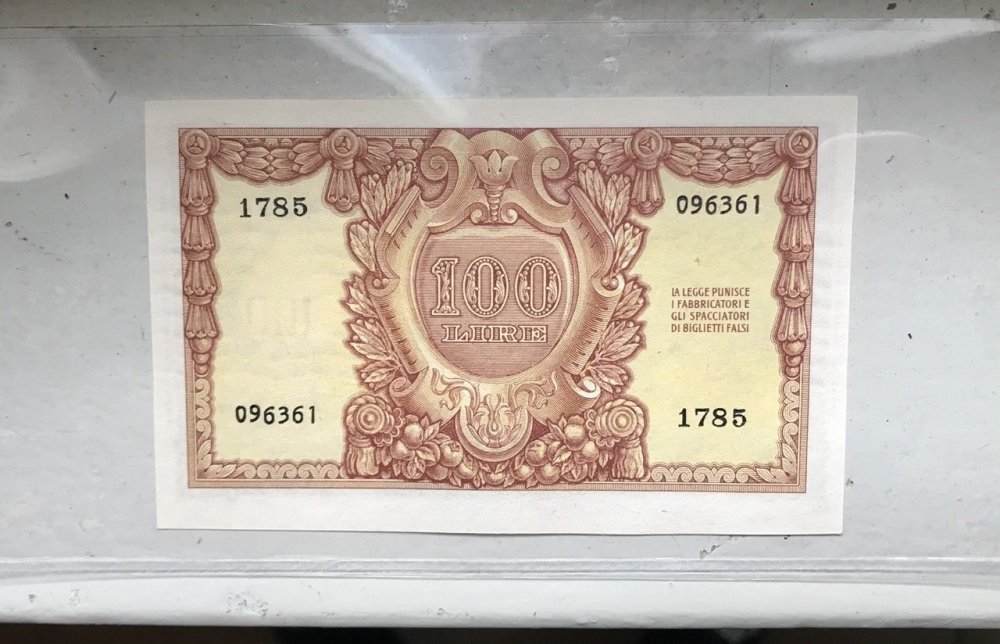 1785
096361
100
LIRE
LA LEGGE PUNISCE
I FABBRICATORI E
GLI SPACCIATORI
DI BIGLIETTI FALSI
096361
1785